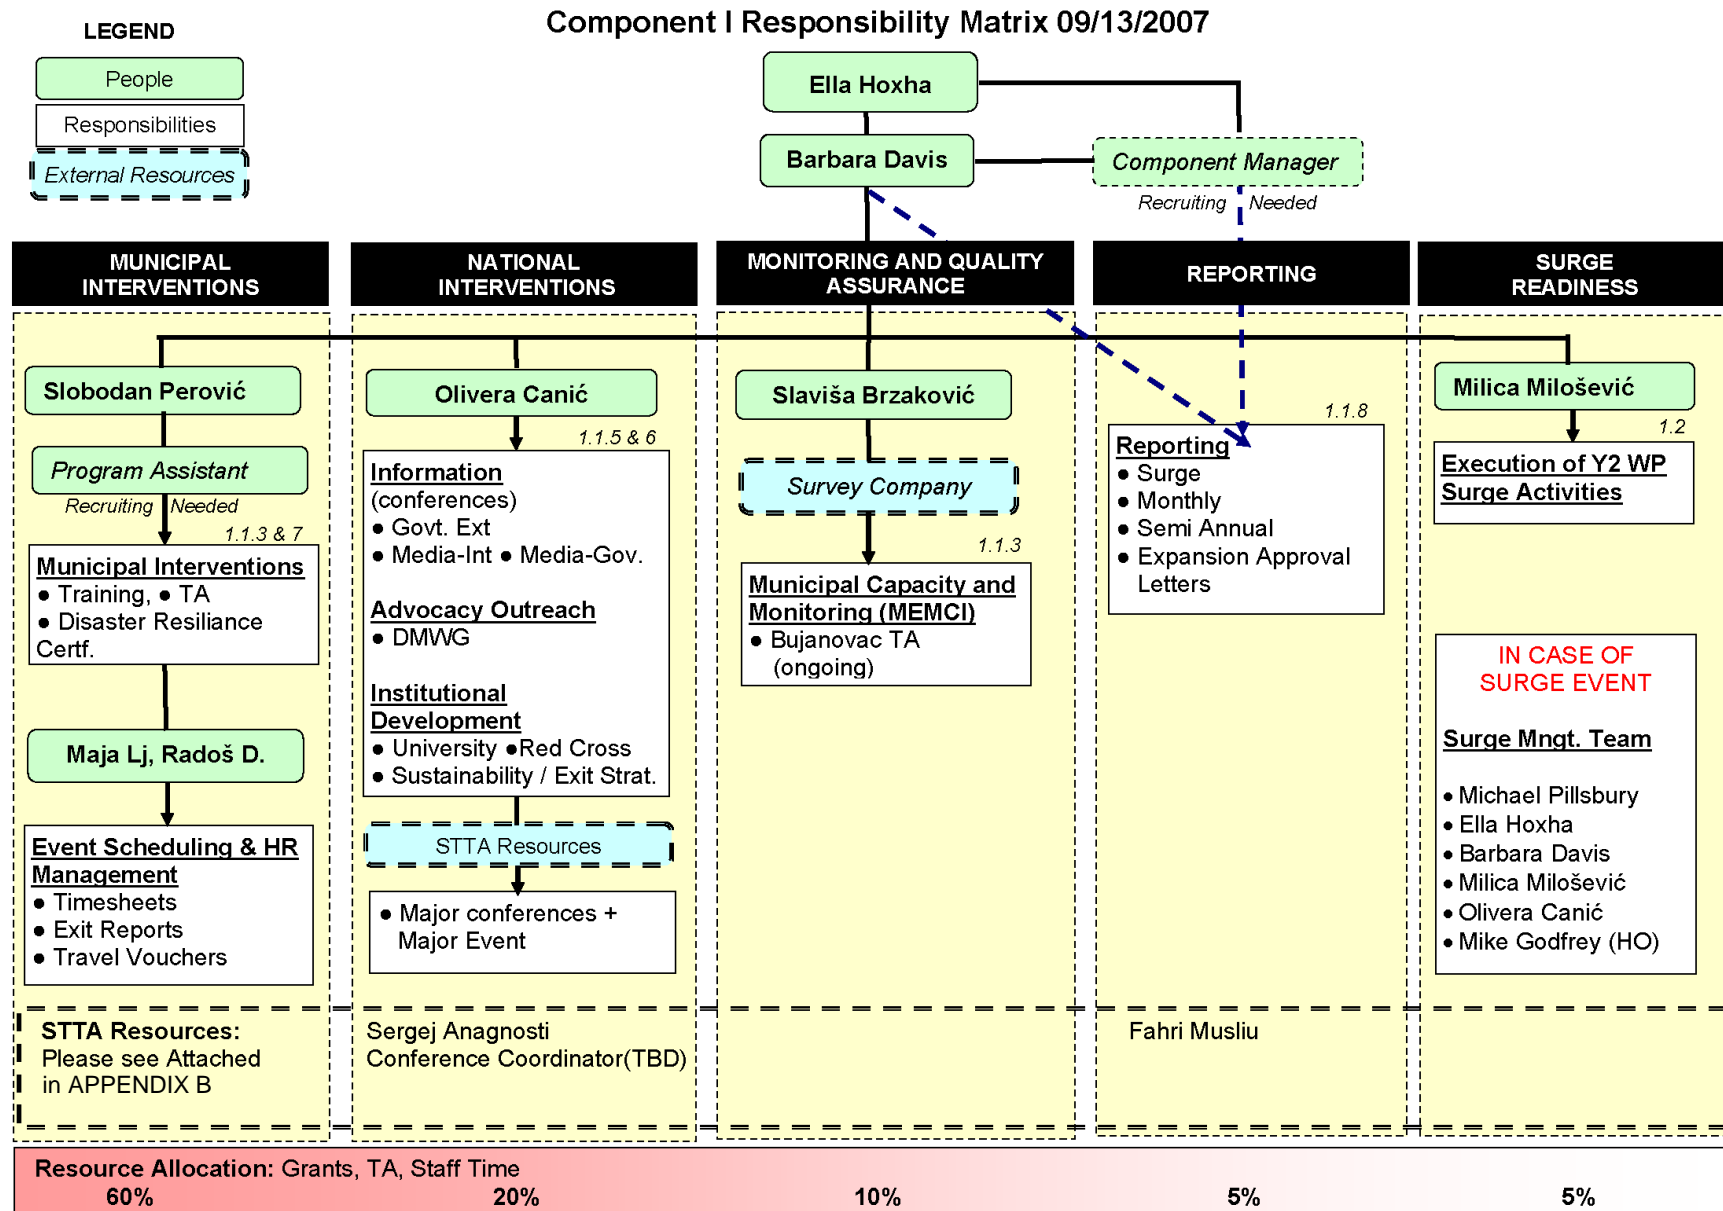 Component I Responsibility Matrix 09/13/2007
LEGEND
People
Responsibilities
External Resources
Ella Hoxha
Barbara Davis
Component Manager
Recruiting Needed
MUNICIPAL
INTERVENTIONS
NATIONAL
INTERVENTIONS
MONITORING AND QUALITY
ASSURANCE
REPORTING
SURGE
READINESS
Slobodan Perović
Program Assistant
Recruiting Needed
1.1.3 & 7
Municipal Interventions
● Training, ● TA
● Disaster Resiliance
Certf.
Maja Lj, Radoš D.
Event Scheduling & HR
Management
● Timesheets
● Exit Reports
● Travel Vouchers
Olivera Canić
1.1.5 & 6
Information
(conferences)
● Govt. Ext
● Media-Int ● Media-Gov.
Advocacy Outreach
● DMWG
Institutional
Development
● University ●Red Cross
● Sustainability / Exit Strat.
STTA Resources
● Major conferences +
Major Event
Slaviša Brzaković
Survey Company
1.1.3
Municipal Capacity and
Monitoring (MEMCI)
● Bujanovac TA
(ongoing)
1.1.8
Reporting
● Surge
● Monthly
● Semi Annual
● Expansion Approval
Letters
Milica Milošević
1.2
Execution of Y2 WP
Surge Activities
IN CASE OF
SURGE EVENT
Surge Mngt. Team
● Michael Pillsbury
● Ella Hoxha
● Barbara Davis
● Milica Milošević
● Olivera Canić
● Mike Godfrey (HO)
STTA Resources:
Please see Attached
in APPENDIX B
Sergej Anagnosti
Conference Coordinator(TBD)
Fahri Musliu
Resource Allocation: Grants, TA, Staff Time
60% 20% 10% 5% 5%